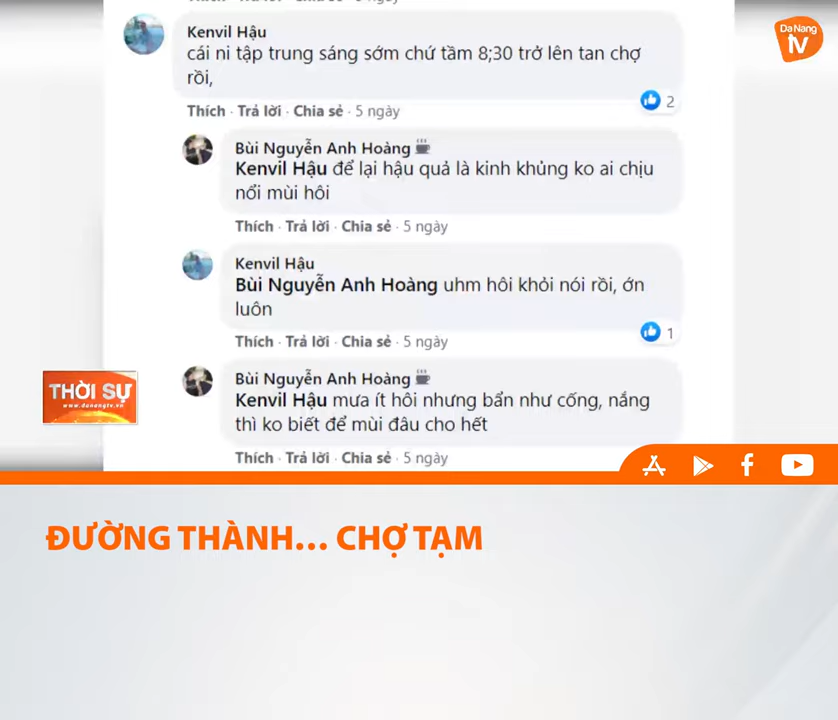 Kenvil Hậu
cái ni tập trung sáng sớm chứ tầm 8;30 trở lên tan chợ
rồi,
Thích · Trả lời · Chia sẻ · 5 ngày
2
Bùi Nguyễn Anh Hoàng
Kenvil Hậu để lại hậu quả là kinh khủng ko ai chịu
nổi mùi hôi
Thích · Trả lời · Chia sẻ · 5 ngày
Kenvil Hậu
Bùi Nguyễn Anh Hoàng uhm hôi khỏi nói rồi, ớn
luôn
Thích · Trả lời · Chia sẻ · 5 ngày
1
Bùi Nguyễn Anh Hoàng
Kenvil Hậu mưa ít hôi nhưng bẩn như cống, nắng
thì ko biết để mùi đâu cho hết
Thích · Trả lời · Chia sẻ · 5 ngày
Da Nang
TV
THỜI SỰ
www.danangtv.vn
ĐƯỜNG THÀNH... CHỢ TẠM